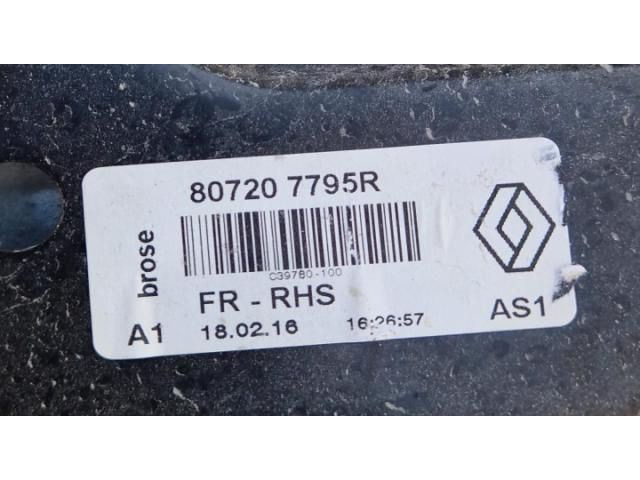 80720 7795R
brose
C39780-100
FR - RHS
A1 18.02.16 16:26:57 AS1